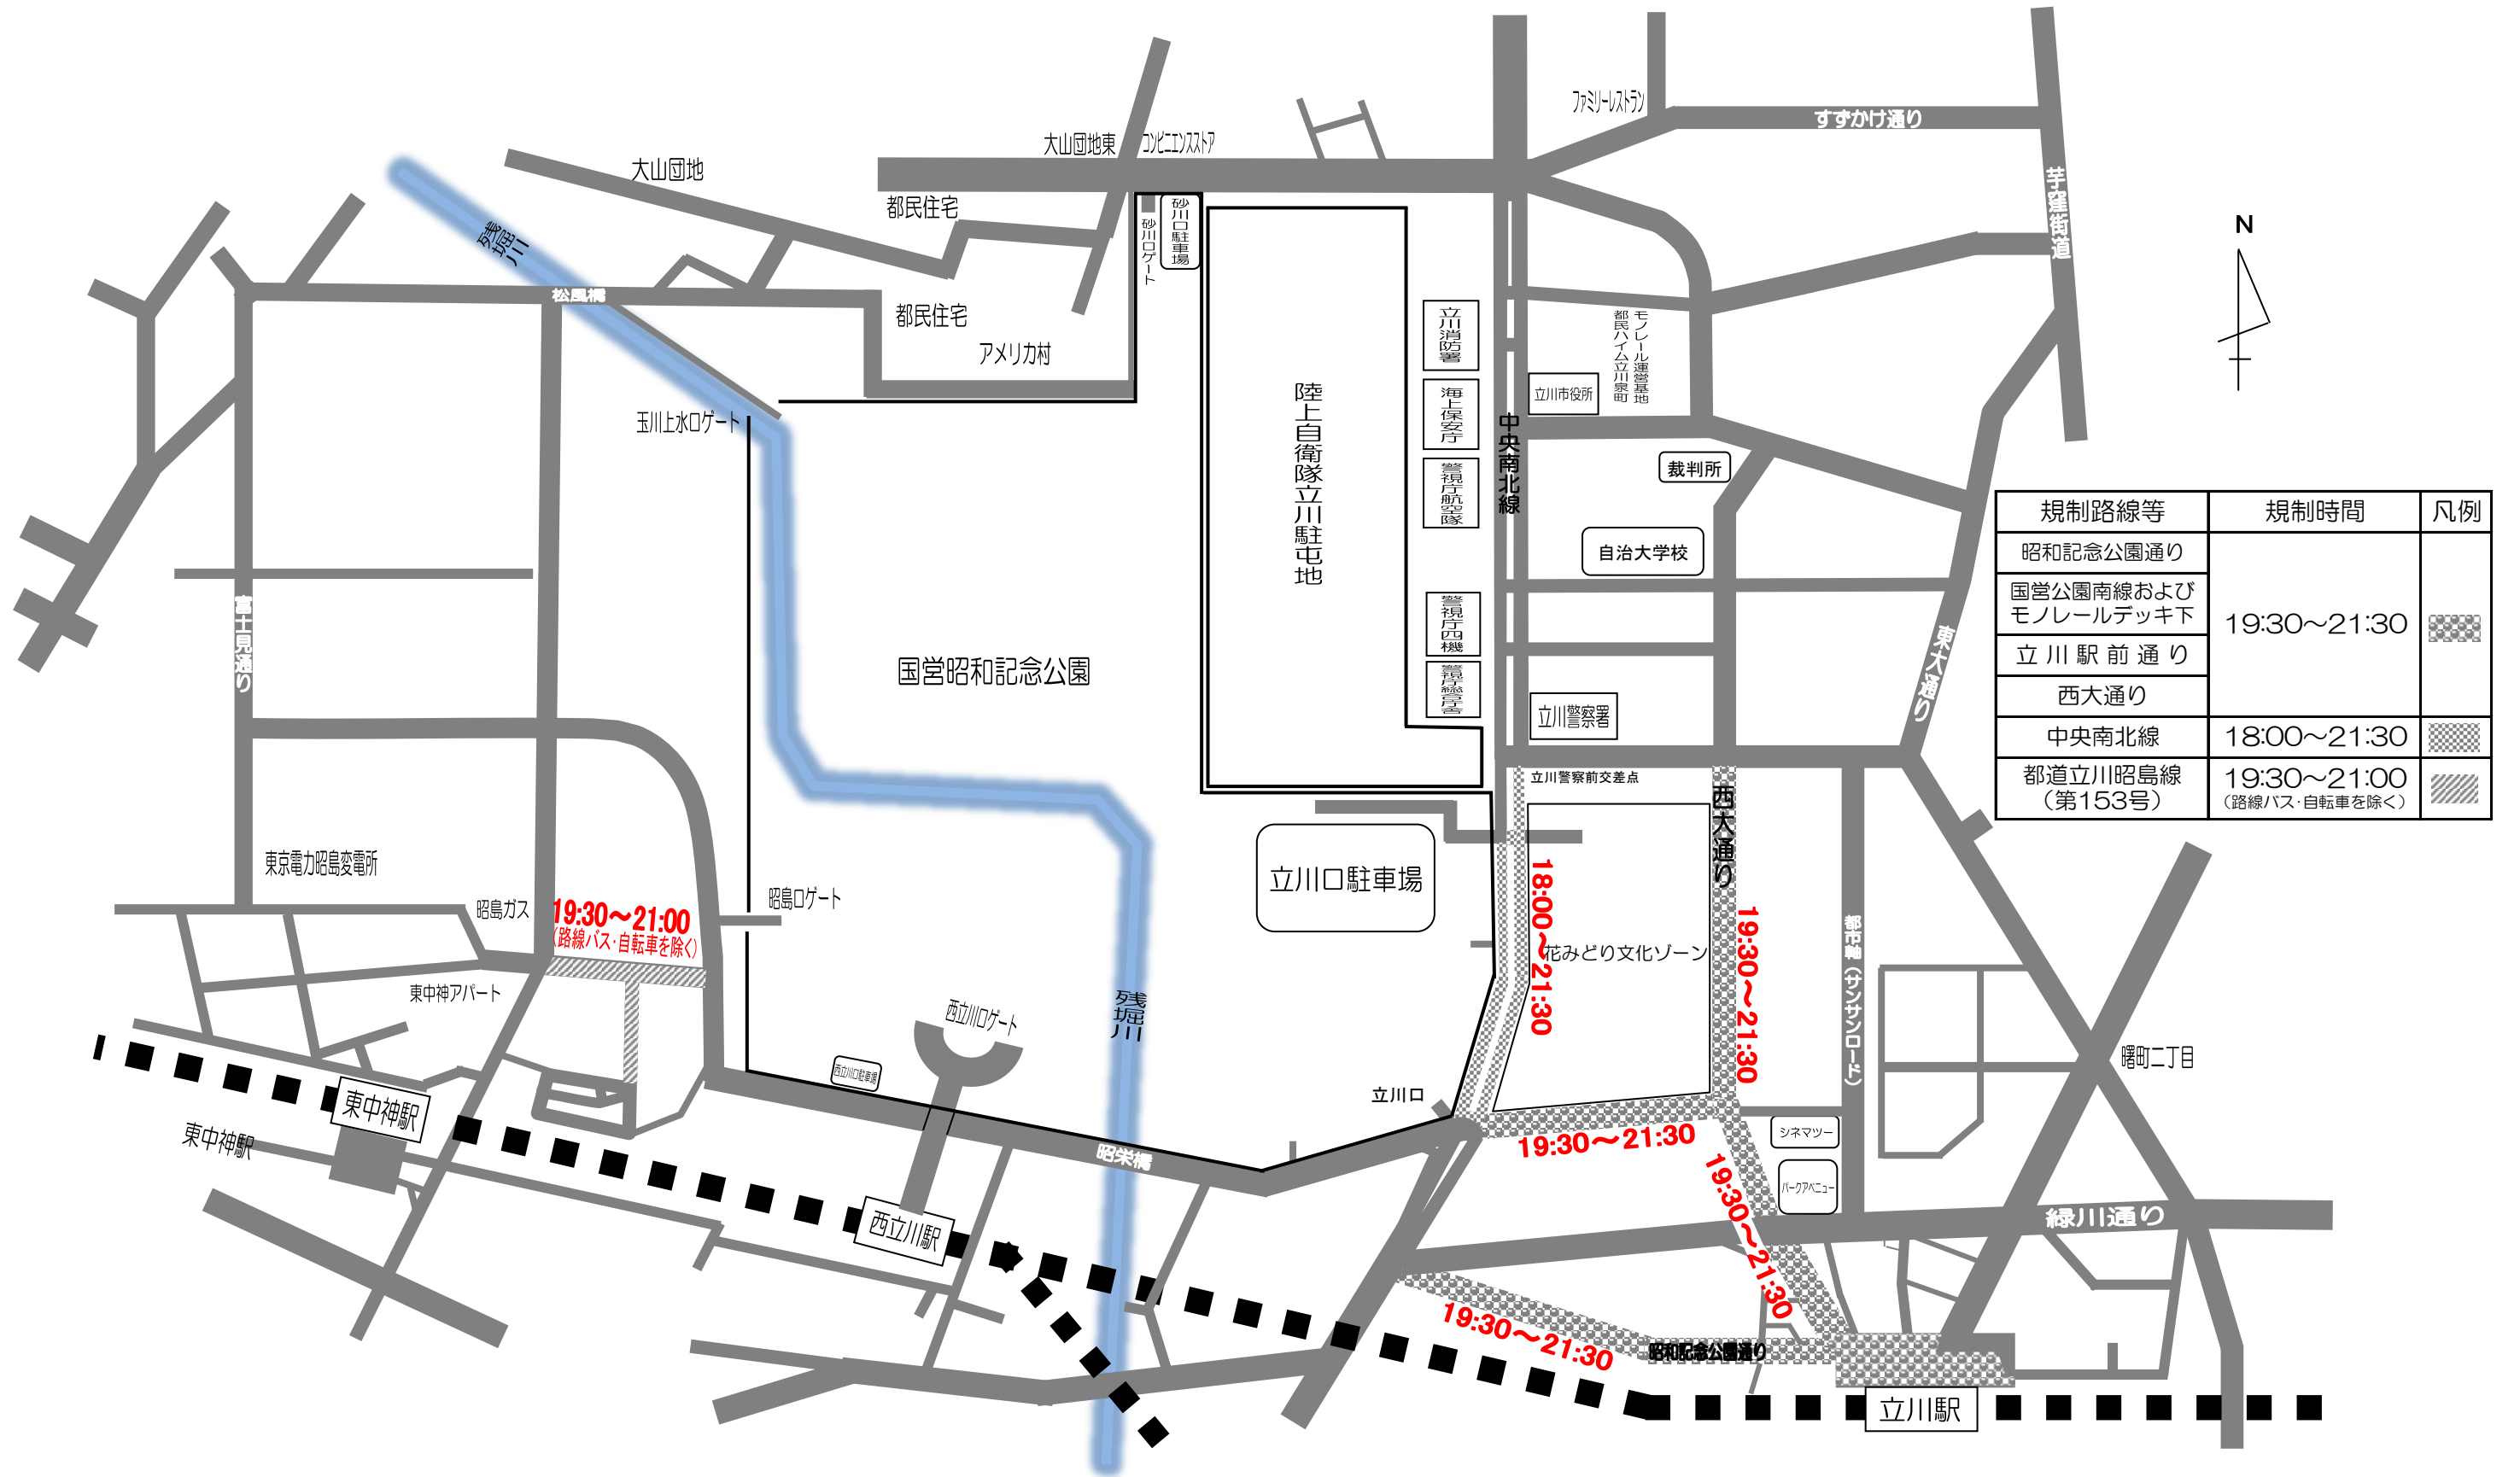 ファミリーレストラン
すずかけ通り
大山団地東
コンビニエンスストア
大山団地
都民住宅
芋窪街道
砂川口駐車場
砂川口ゲート
N
残堀川
松風橋
都民住宅
アメリカ村
立川消防署
モノレール運営基地
都民ハイム立川泉町
陸上自衛隊立川駐屯地
海上保安庁
立川市役所
玉川上水口ゲート
中央南北線
警視庁航空隊
裁判所
自治大学校
規制路線等
規制時間
凡例
昭和記念公園通り
国営公園南線および
モノレールデッキ下
19:30～21:30
立川駅前通り
西大通り
中央南北線
18:00～21:30
都道立川昭島線
（第153号）
19:30～21:00
（路線バス・自転車を除く）
富士見通り
警視庁四機
東大通り
国営昭和記念公園
警視庁総合庁舎
立川警察署
立川警察前交差点
西大通り
東京電力昭島変電所
立川口駐車場
18:00～21:30
昭島ガス
19:30～21:00
（路線バス・自転車を除く）
昭島口ゲート
19:30～21:30
都市軸（サンサンロード）
花みどり文化ゾーン
東中神アパート
西立川口ゲート
残堀川
曙町二丁目
西立川口駐車場
立川口
東中神駅
東中神駅
昭栄橋
19:30～21:30
シネマツー
パークアベニュー
19:30～21:30
西立川駅
緑川通り
19:30～21:30
昭和記念公園通り
立川駅